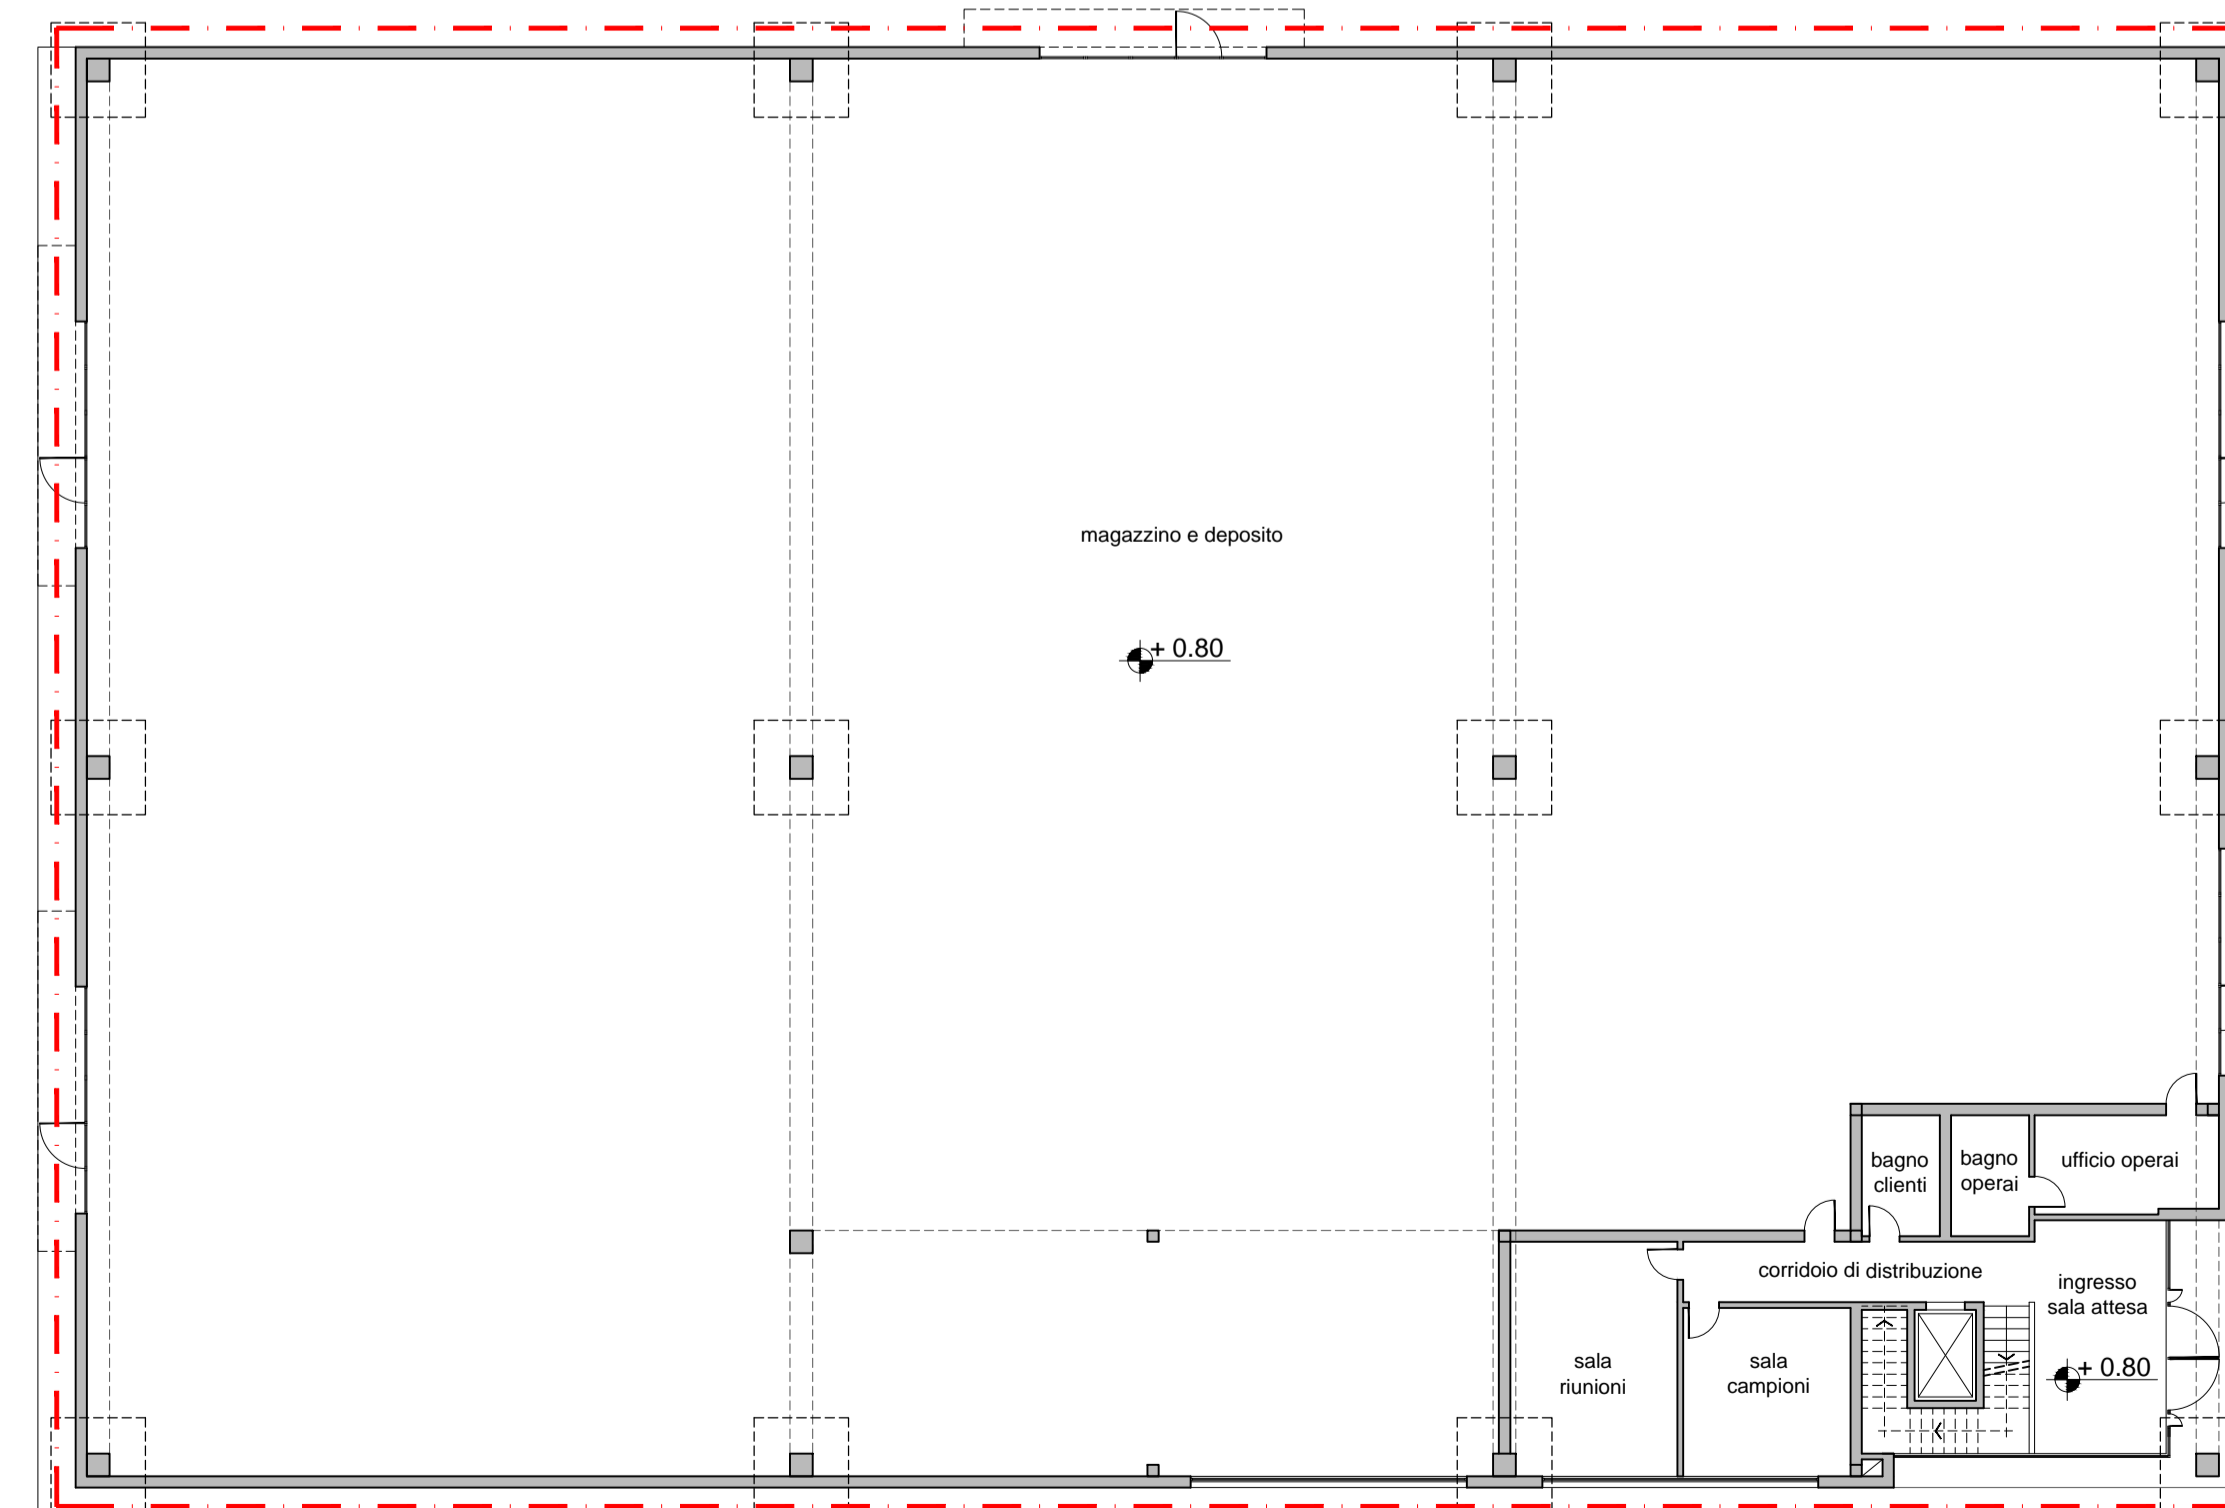 magazzino e deposito
+ 0.80
bagno
clienti
bagno
operai
ufficio operai
corridoio di distribuzione
ingresso
sala attesa
sala
riunioni
sala
campioni
+ 0.80